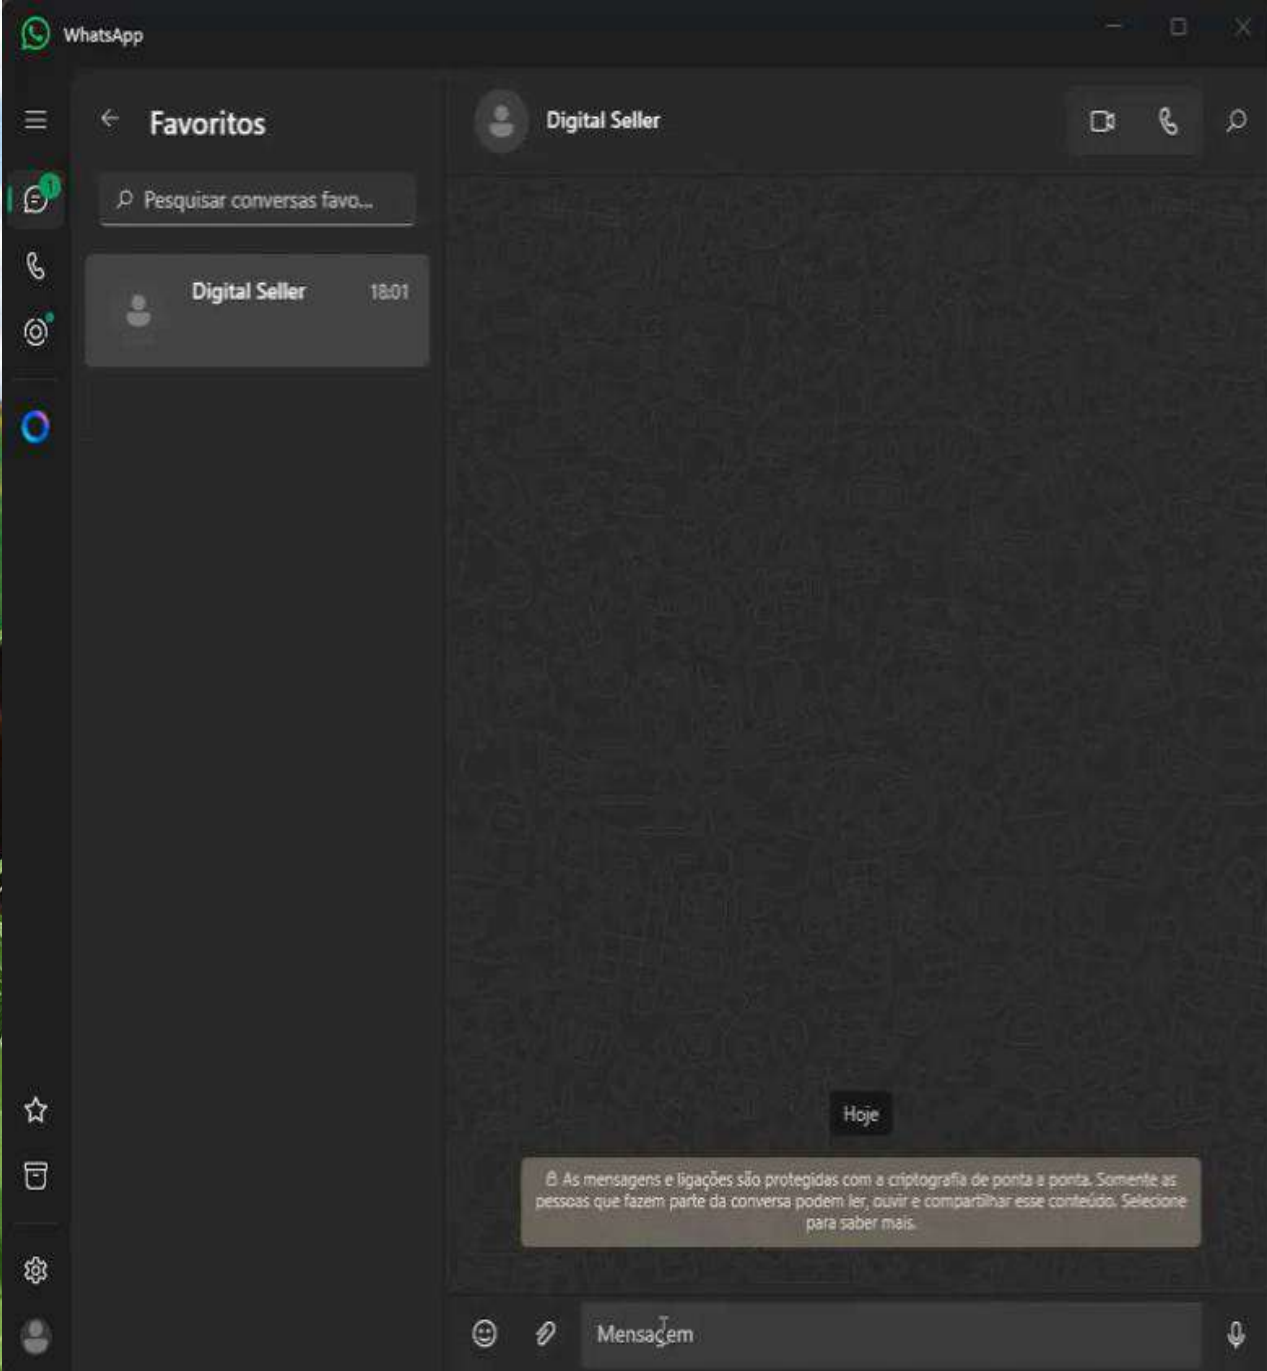 WhatsApp
Favoritos
Pesquisar conversas favo...
Digital Seller
18:01
1
Digital Seller
Hoje
As mensagens e ligações são protegidas com a criptografia de ponta a ponta. Somente as
pessoas que fazem parte da conversa podem ler, ouvir e compartilhar esse conteúdo. Selecione
para saber mais.
Mensagem